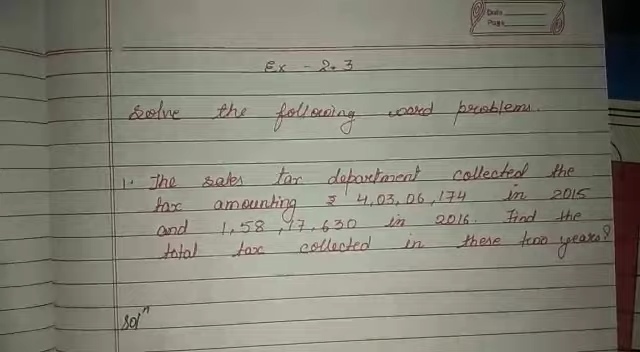 Date
Page
Ex - 2.3
Solve the following word problems.
1. The sales tax department collected the
tax amounting ₹ 4,03,06,174 in 2015
and 1,58,17,630 in 2016. Find the
total tax collected in these two years?
Solⁿ